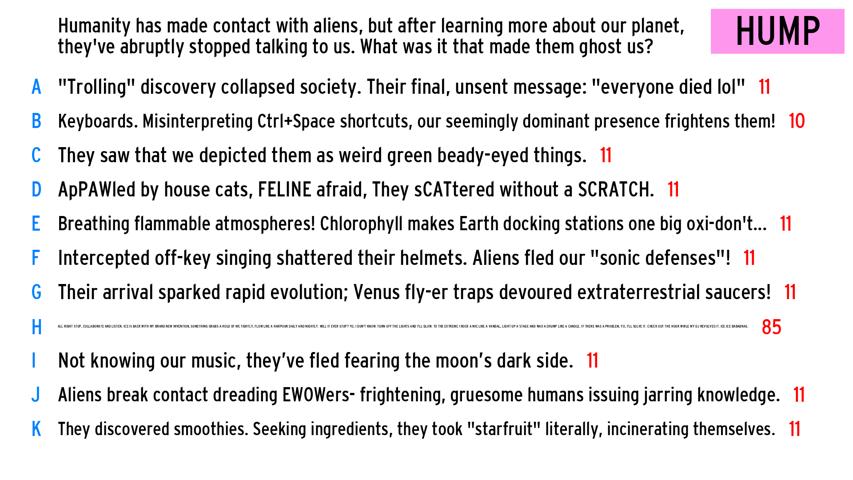 Humanity has made contact with aliens, but after learning more about our planet,
they've abruptly stopped talking to us. What was it that made them ghost us?
HUMP
A "Trolling" discovery collapsed society. Their final, unsent message: "everyone died lol" 11
B Keyboards. Misinterpreting Ctrl+Space shortcuts, our seemingly dominant presence frightens them! 10
C They saw that we depicted them as weird green beady-eyed things. 11
D ApPAWled by house cats, FELINE afraid, They sCATtered without a SCRATCH. 11
E Breathing flammable atmospheres! Chlorophyll makes Earth docking stations one big oxi-don't... 11
F Intercepted off-key singing shattered their helmets. Aliens fled our "sonic defenses"! 11
G Their arrival sparked rapid evolution; Venus fly-er traps devoured extraterrestrial saucers! 11
H 85
I Not knowing our music, they’ve fled fearing the moon’s dark side. 11
J Aliens break contact dreading EWOWers- frightening, gruesome humans issuing jarring knowledge. 11
K They discovered smoothies. Seeking ingredients, they took "starfruit" literally, incinerating themselves. 11